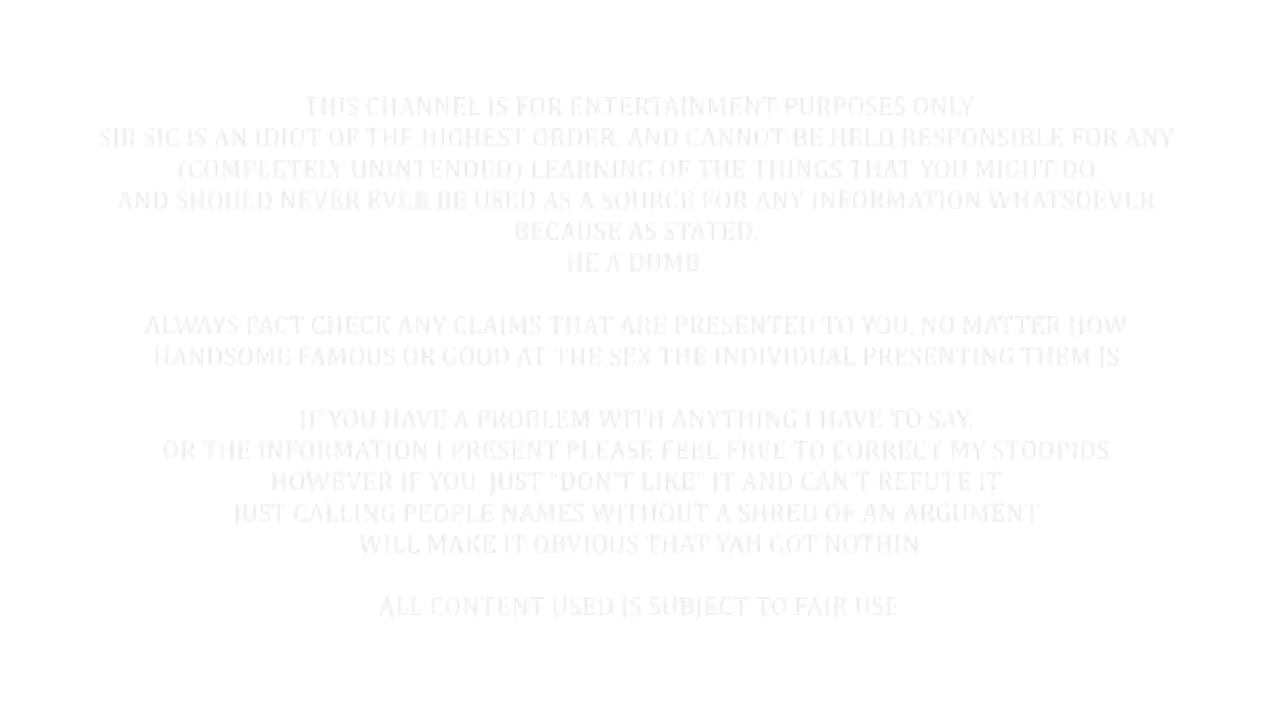 THIS CHANNEL IS FOR ENTERTAINMENT PURPOSES ONLY
SIR SIC IS AN IDIOT OF THE HIGHEST ORDER, AND CANNOT BE HELD RESPONSIBLE FOR ANY
(COMPLETELY UNINTENDED) LEARNING OF THE THINGS THAT YOU MIGHT DO
AND SHOULD NEVER EVER BE USED AS A SOURCE FOR ANY INFORMATION WHATSOEVER
BECAUSE AS STATED,
HE A DUMB.
ALWAYS FACT CHECK ANY CLAIMS THAT ARE PRESENTED TO YOU, NO MATTER HOW
HANDSOME FAMOUS OR GOOD AT THE SEX THE INDIVIDUAL PRESENTING THEM IS
IF YOU HAVE A PROBLEM WITH ANYTHING I HAVE TO SAY,
OR THE INFORMATION I PRESENT PLEASE FEEL FREE TO CORRECT MY STOOPIDS
HOWEVER IF YOU JUST "DON'T LIKE" IT AND CAN'T REFUTE IT
JUST CALLING PEOPLE NAMES WITHOUT A SHRED OF AN ARGUMENT
WILL MAKE IT OBVIOUS THAT YAH GOT NOTHIN
ALL CONTENT USED IS SUBJECT TO FAIR USE